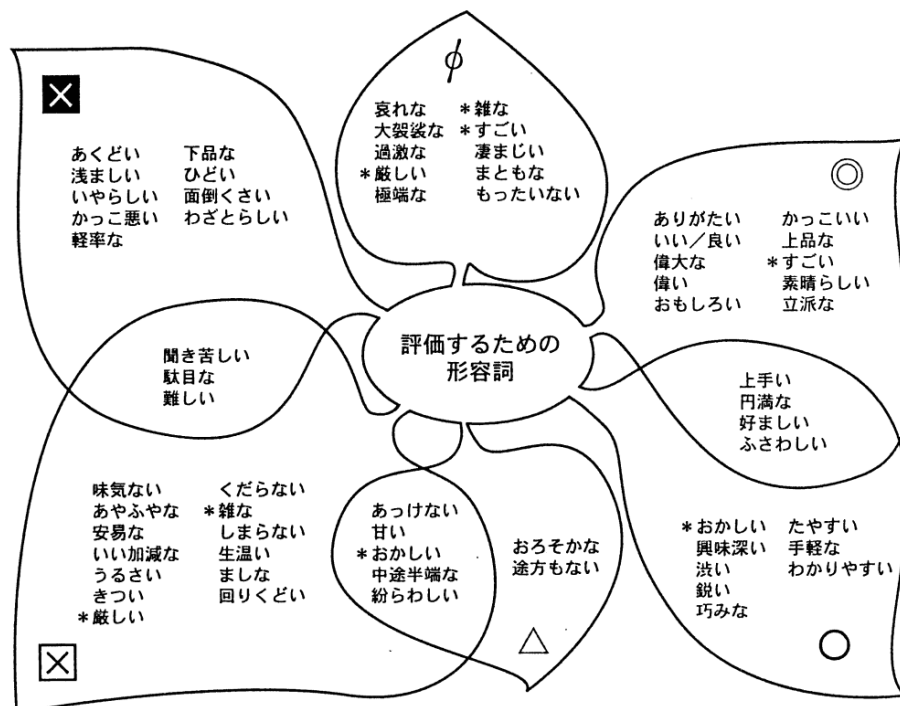 哀れな ＊雑な
大袈裟な ＊すごい
過激な 凄まじい
＊厳しい まともな
極端な もったいない
あくどい 下品な
浅ましい ひどい
いやらしい 面倒くさい
かっこ悪い わざとらしい
軽率な
ありがたい かっこいい
いい／良い 上品な
偉大な ＊すごい
偉い 素晴らしい
おもしろい 立派な
評価するための
形容詞
聞き苦しい
駄目な
難しい
上手い
円満な
好ましい
ふさわしい
味気ない くだらない
あやふやな ＊雑な
安易な しまらない
いい加減な 生温い
うるさい ましな
きつい 回りくどい
＊厳しい
あっけない
甘い
＊おかしい
中途半端な
紛らわしい
おろそかな
途方もない
＊おかしい たやすい
興味深い 手軽な
渋い わかりやすい
鋭い
巧みな